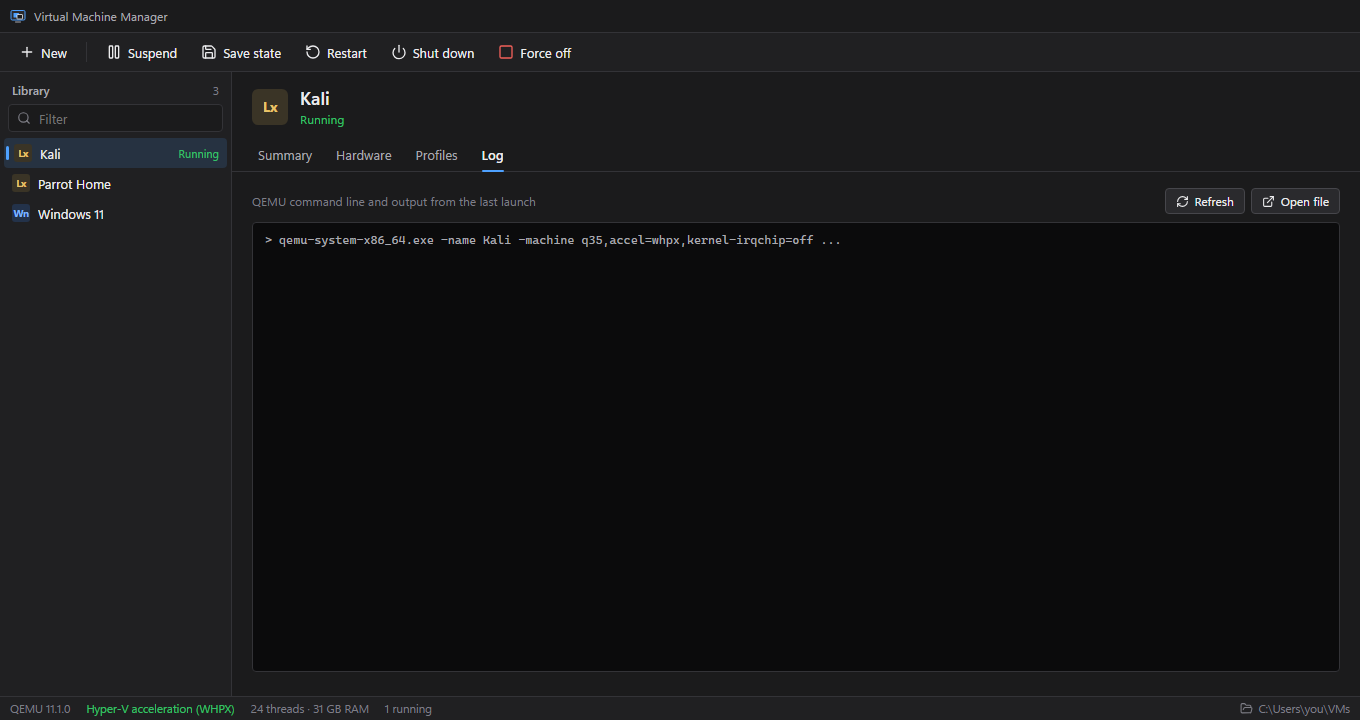 Virtual Machine Manager
New Suspend Save state Restart Shut down Force off
Library 3
Filter
Lx Kali Running
Lx Parrot Home
Wn Windows 11
Lx Kali
Running
Summary Hardware Profiles Log
QEMU command line and output from the last launch Refresh Open file
> qemu-system-x86_64.exe -name Kali -machine q35,accel=whpx,kernel-irqchip=off ...
QEMU 11.1.0 Hyper-V acceleration (WHPX) 24 threads · 31 GB RAM 1 running C:\Users\you\VMs